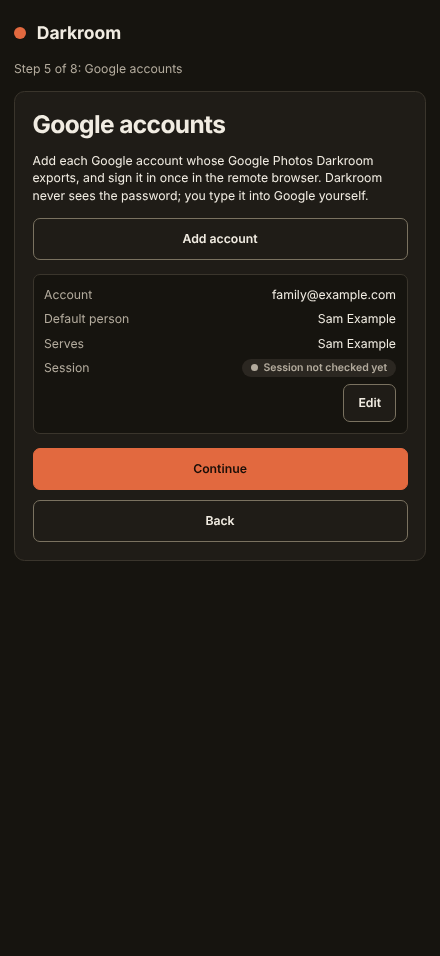 Darkroom
Step 5 of 8: Google accounts
Google accounts
Add each Google account whose Google Photos Darkroom
exports, and sign it in once in the remote browser. Darkroom
never sees the password; you type it into Google yourself.
Add account
Account family@example.com
Default person Sam Example
Serves Sam Example
Session Session not checked yet
Edit
Continue
Back